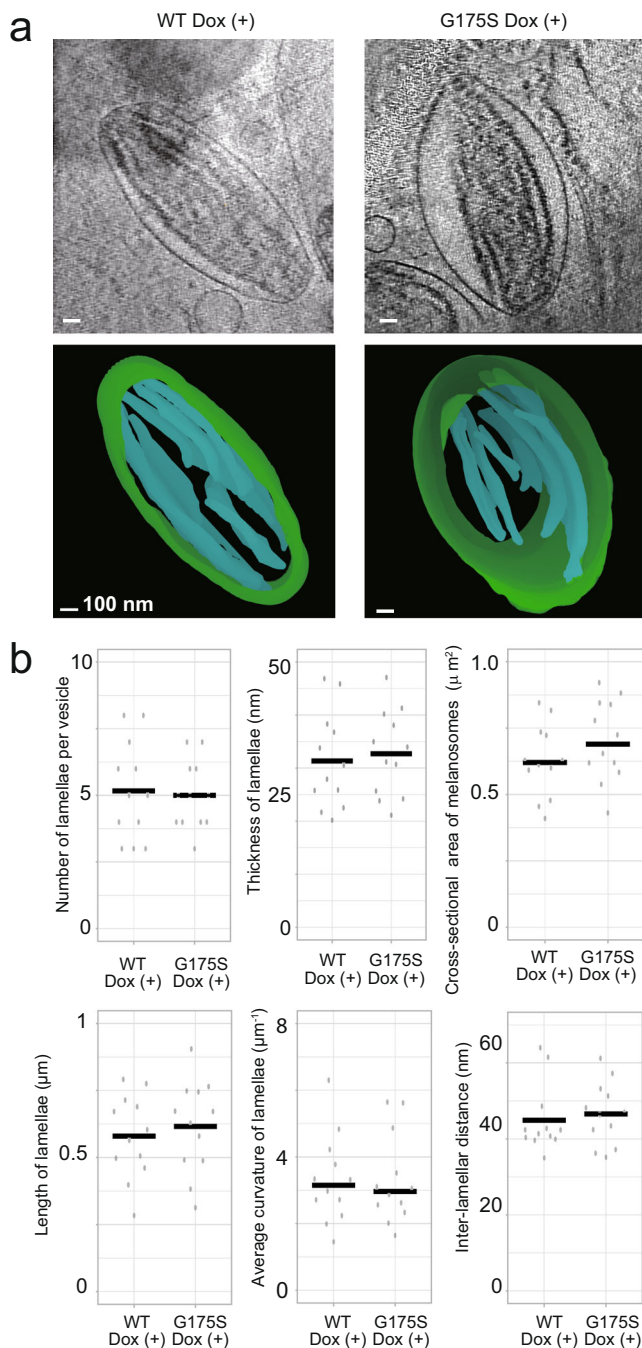 a
WT Dox (+)
G175S Dox (+)
100 nm
b
Number of lamellae per vesicle
10
5
0
WT
Dox (+)
G175S
Dox (+)
Thickness of lamellae (nm)
50
25
0
WT
Dox (+)
G175S
Dox (+)
Cross-sectional area of melanosomes (μ m²)
1.0
0.5
0
WT
Dox (+)
G175S
Dox (+)
Length of lamellae (μm)
1
0.5
0
WT
Dox (+)
G175S
Dox (+)
Average curvature of lamellae (μm⁻¹)
8
4
0
WT
Dox (+)
G175S
Dox (+)
Inter-lamellar distance (nm)
60
40
20
0
WT
Dox (+)
G175S
Dox (+)